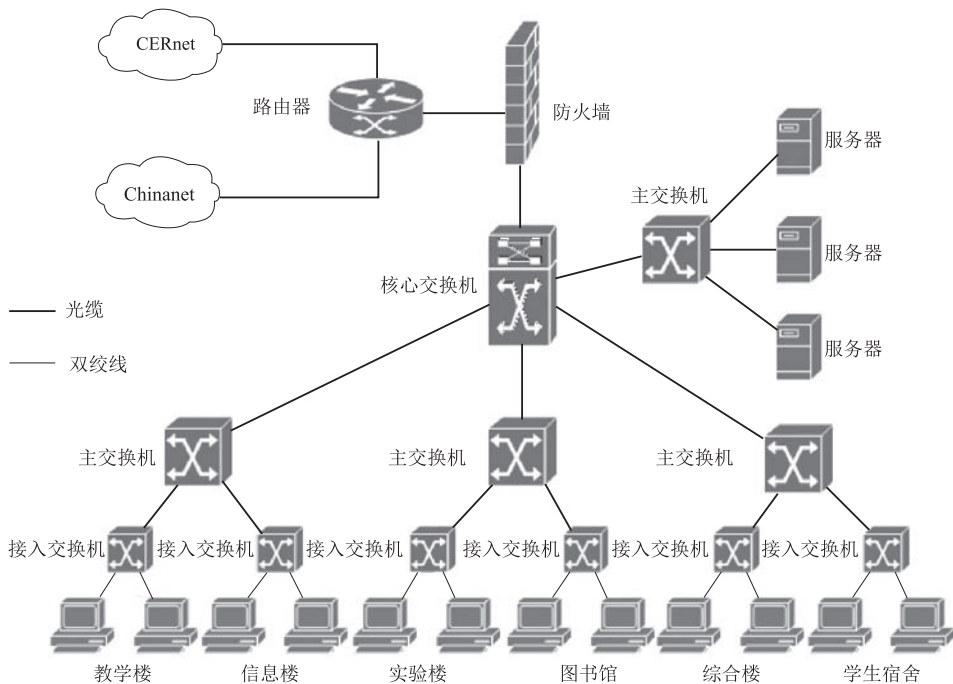 CERnet
路由器
防火墙
服务器
Chinanet
主交换机
服务器
核心交换机
光缆
服务器
双绞线
主交换机
主交换机
主交换机
接入交换机
接入交换机
接入交换机
接入交换机
接入交换机
接入交换机
教学楼
信息楼
实验楼
图书馆
综合楼
学生宿舍